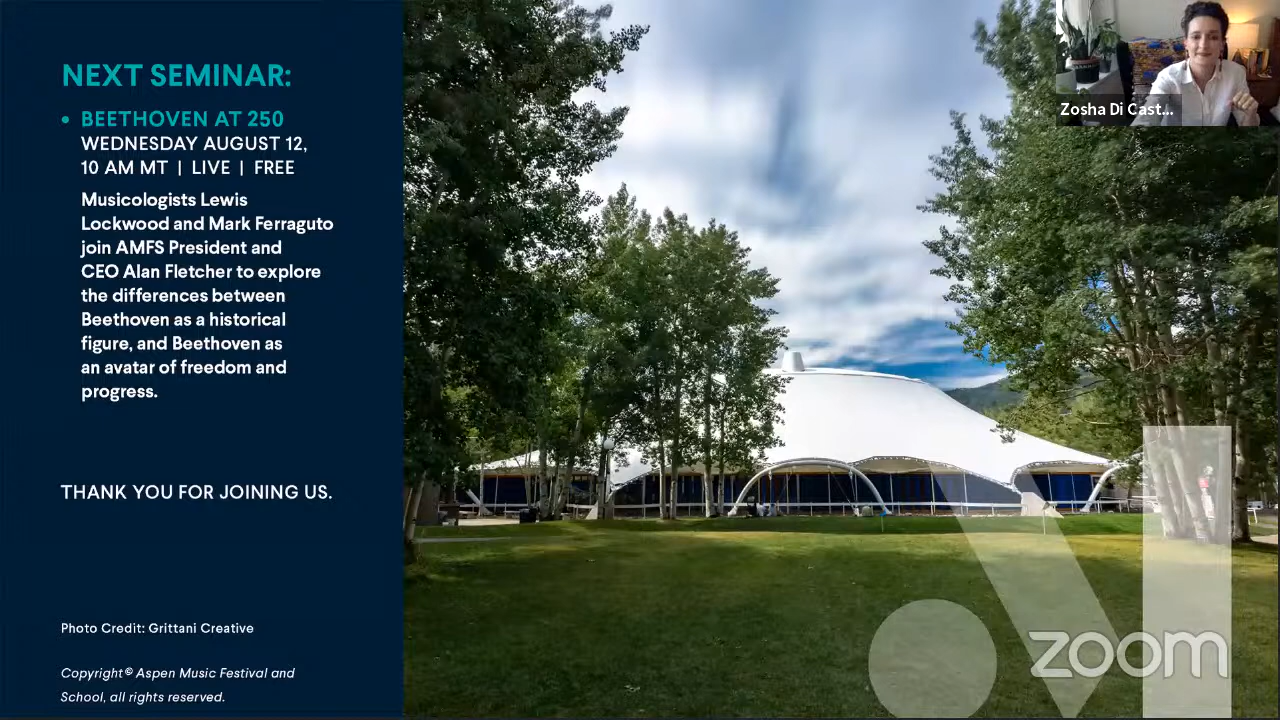 NEXT SEMINAR:
• BEETHOVEN AT 250
WEDNESDAY AUGUST 12,
10 AM MT | LIVE | FREE
Musicologists Lewis
Lockwood and Mark Ferraguto
join AMFS President and
CEO Alan Fletcher to explore
the differences between
Beethoven as a historical
figure, and Beethoven as
an avatar of freedom and
progress.
THANK YOU FOR JOINING US.
Photo Credit: Grittani Creative
Copyright© Aspen Music Festival and
School, all rights reserved.
Zosha Di Cast...
zoom